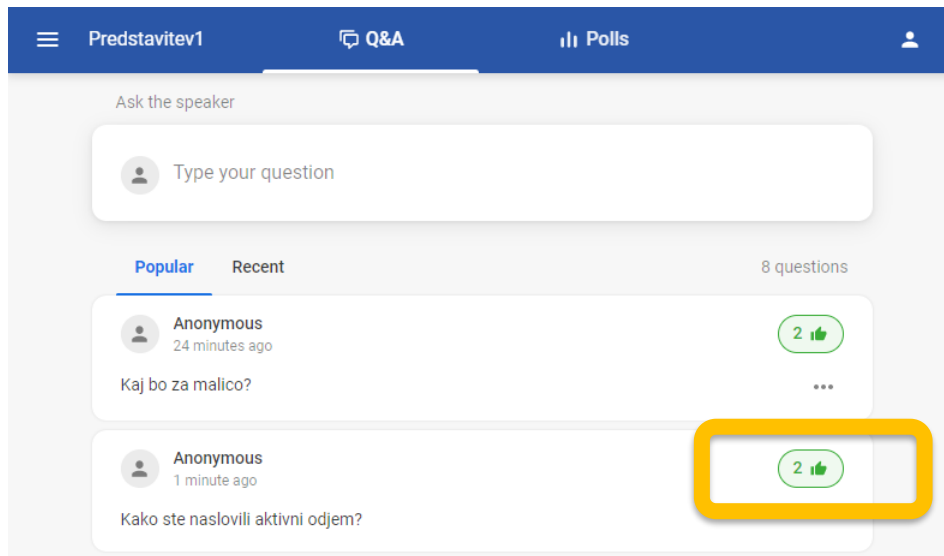 Predstavitev1 Q&A Polls
Ask the speaker
Type your question
Popular Recent 8 questions
Anonymous
24 minutes ago
2
Kaj bo za malico?
Anonymous
1 minute ago
2
Kako ste naslovili aktivni odjem?